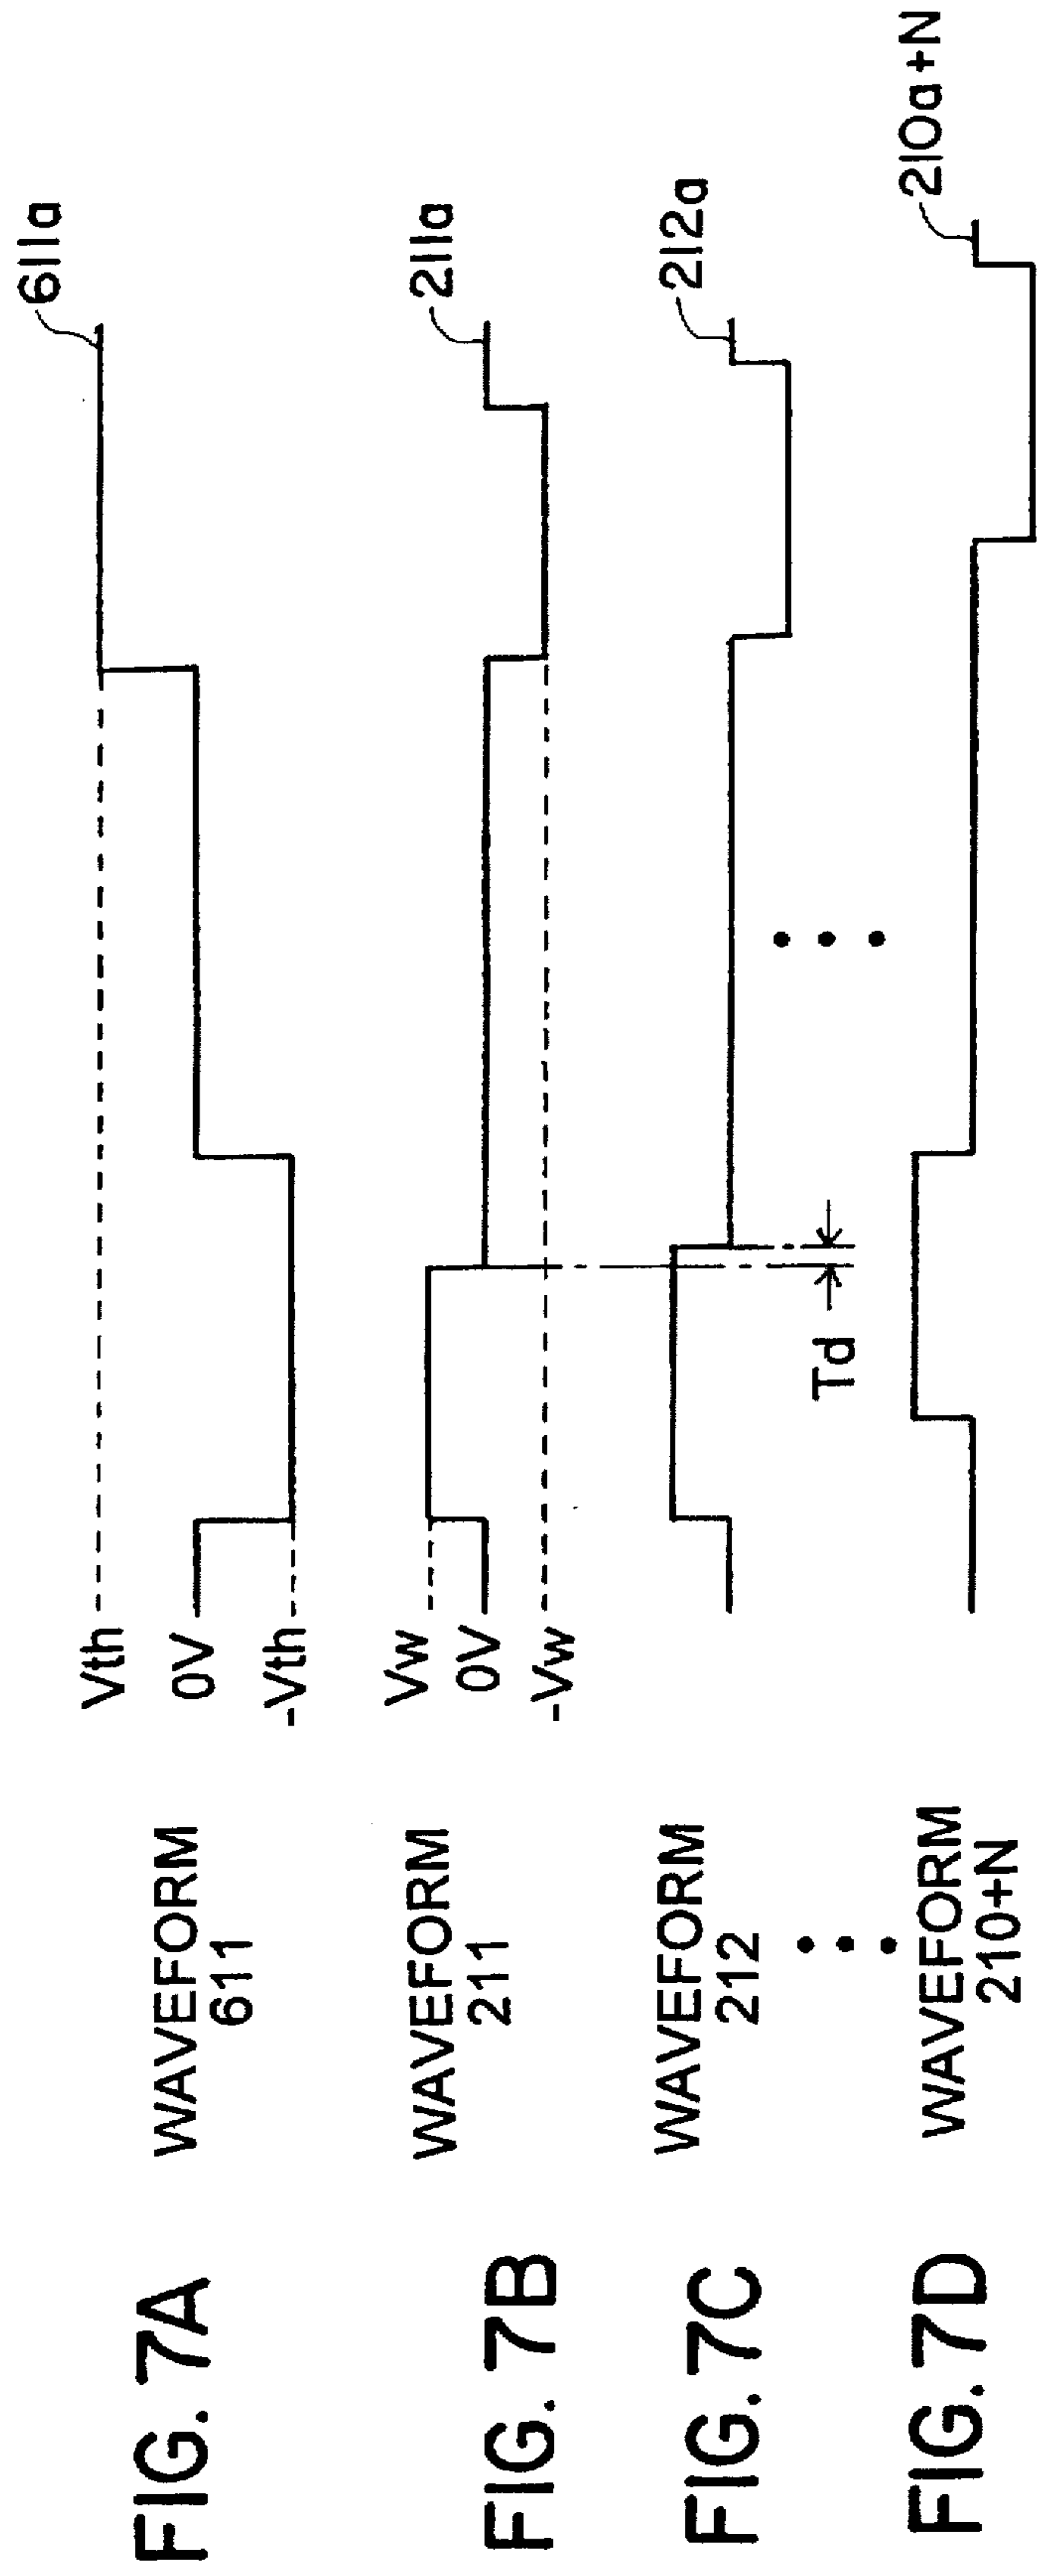 FIG. 7A
WAVEFORM
611
Vth
0V
-Vth
611a
FIG. 7B
WAVEFORM
211
Vw
0V
-Vw
211a
FIG. 7C
WAVEFORM
212
212a
Td
FIG. 7D
WAVEFORM
210+N
210a+N